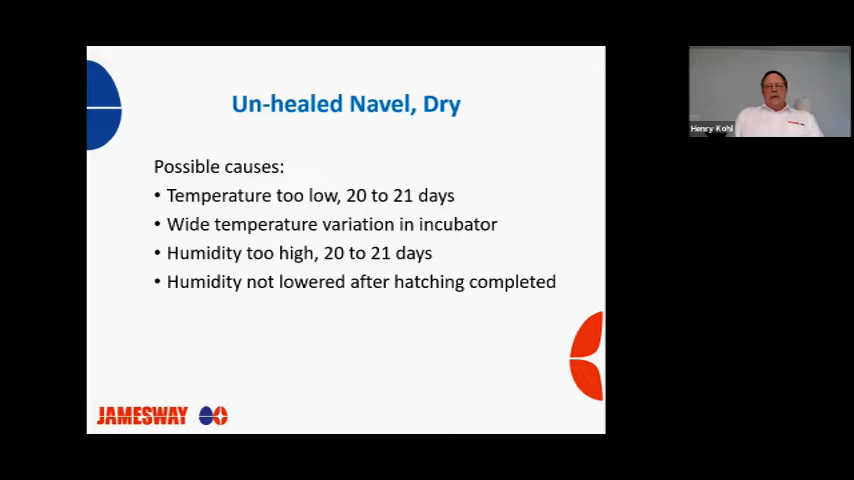 Un-healed Navel, Dry
Possible causes:
• Temperature too low, 20 to 21 days
• Wide temperature variation in incubator
• Humidity too high, 20 to 21 days
• Humidity not lowered after hatching completed
JAMESWAY
Henry Kohl